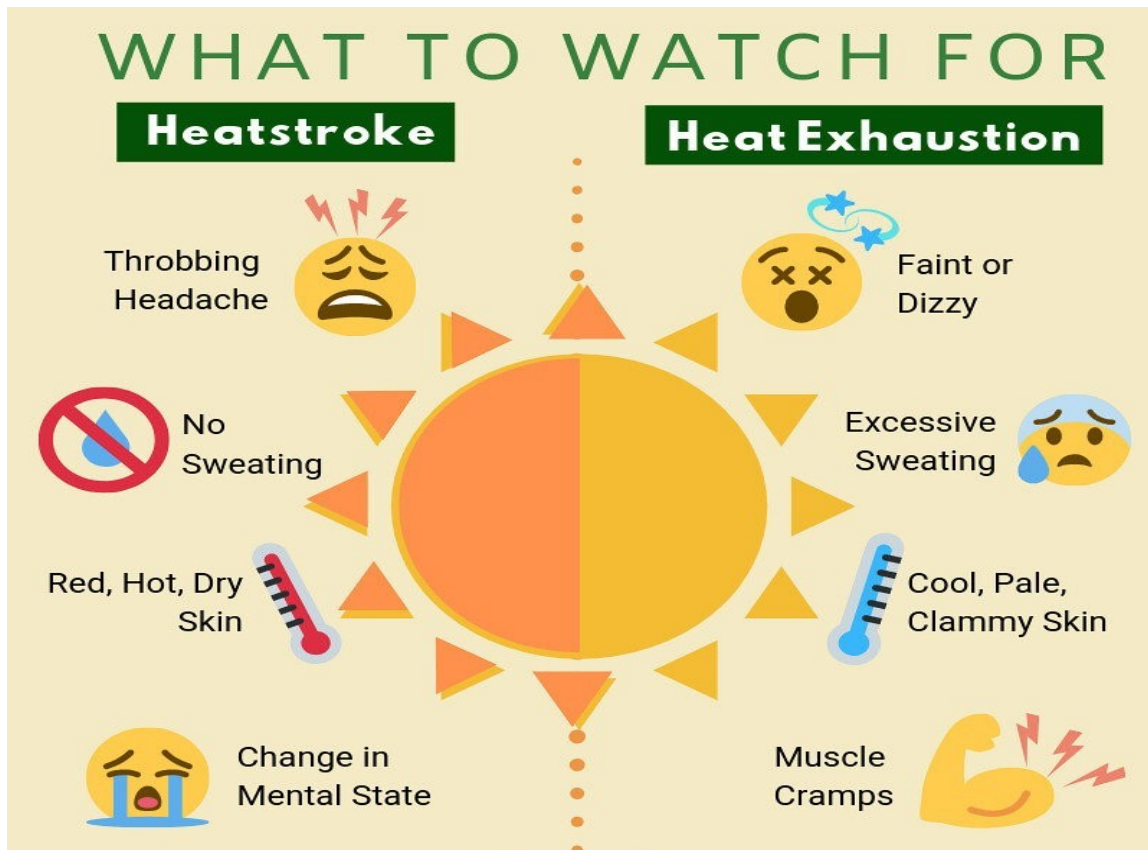 WHAT TO WATCH FOR
Heatstroke
Throbbing
Headache
No
Sweating
Red, Hot, Dry
Skin
Change in
Mental State
Heat Exhaustion
Faint or
Dizzy
Excessive
Sweating
Cool, Pale,
Clammy Skin
Muscle
Cramps